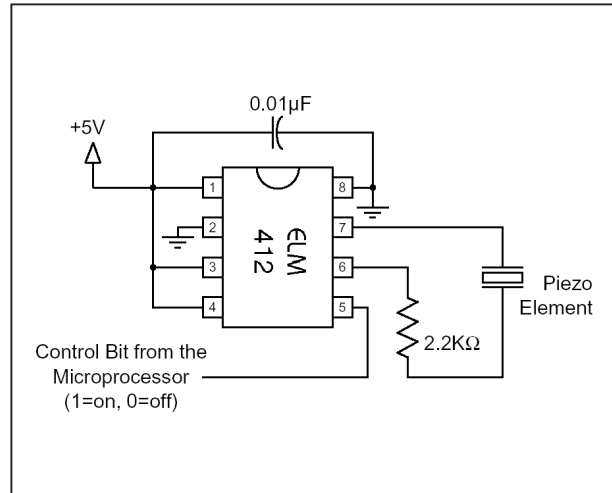 0.01µF
+5V
1
8
2
7
ELM
412
3
6
4
5
Piezo
Element
2.2KΩ
Control Bit from the
Microprocessor
(1=on, 0=off)